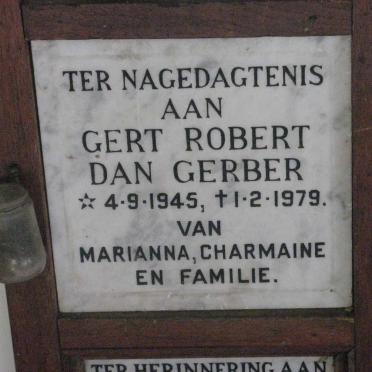 TER NAGEDAGTENIS
AAN
GERT ROBERT
DAN GERBER
☆ 4·9·1945, †1·2·1979.
VAN
MARIANNA, CHARMAINE
EN FAMILIE.
TER HERINNERING AAN